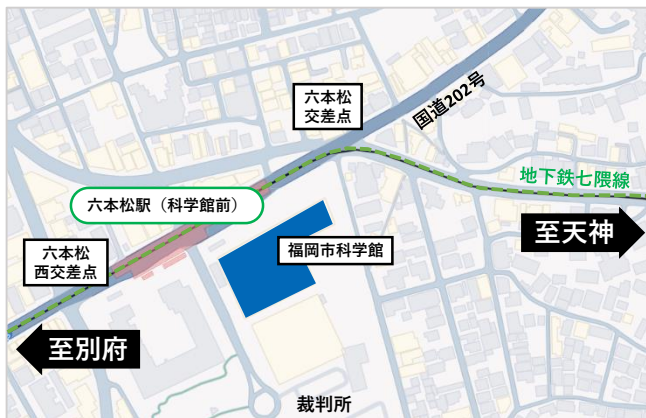 六本松
交差点
国道202号
地下鉄七隈線
六本松駅（科学館前）
至天神
福岡市科学館
六本松
西交差点
至別府
裁判所